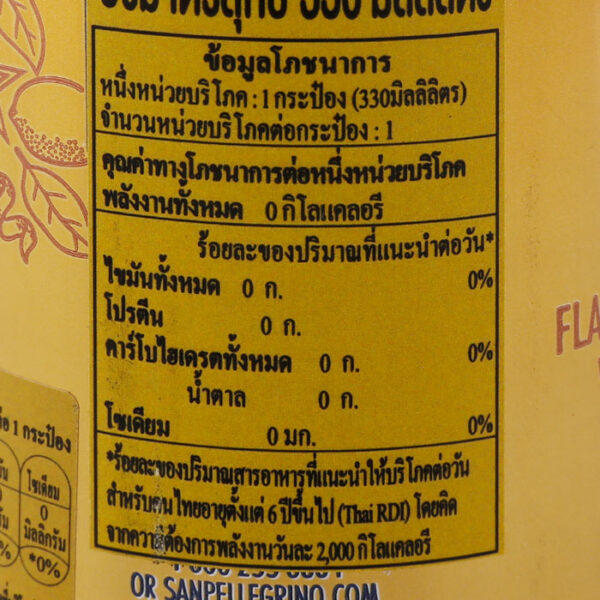 ข้อมูลโภชนาการ
หนึ่งหน่วยบริโภค : 1 กระป๋อง (330มิลลิลิตร)
จำนวนหน่วยบริโภคต่อกระป๋อง : 1
คุณค่าทางโภชนาการต่อหนึ่งหน่วยบริโภค
พลังงานทั้งหมด 0 กิโลแคลอรี
ร้อยละของปริมาณที่แนะนำต่อวัน*
ไขมันทั้งหมด 0 ก. 0%
โปรตีน 0 ก.
คาร์โบไฮเดรตทั้งหมด 0 ก. 0%
น้ำตาล 0 ก.
โซเดียม 0 มก. 0%
*ร้อยละของปริมาณสารอาหารที่แนะนำให้บริโภคต่อวัน
สำหรับคนไทยอายุตั้งแต่ 6 ปีขึ้นไป (Thai RDI) โดยคิด
จากความต้องการพลังงานวันละ 2,000 กิโลแคลอรี
OR SANPELLEGRINO.COM
FLA
1 กระป๋อง
โซเดียม
0
มิลลิกรัม
*0%